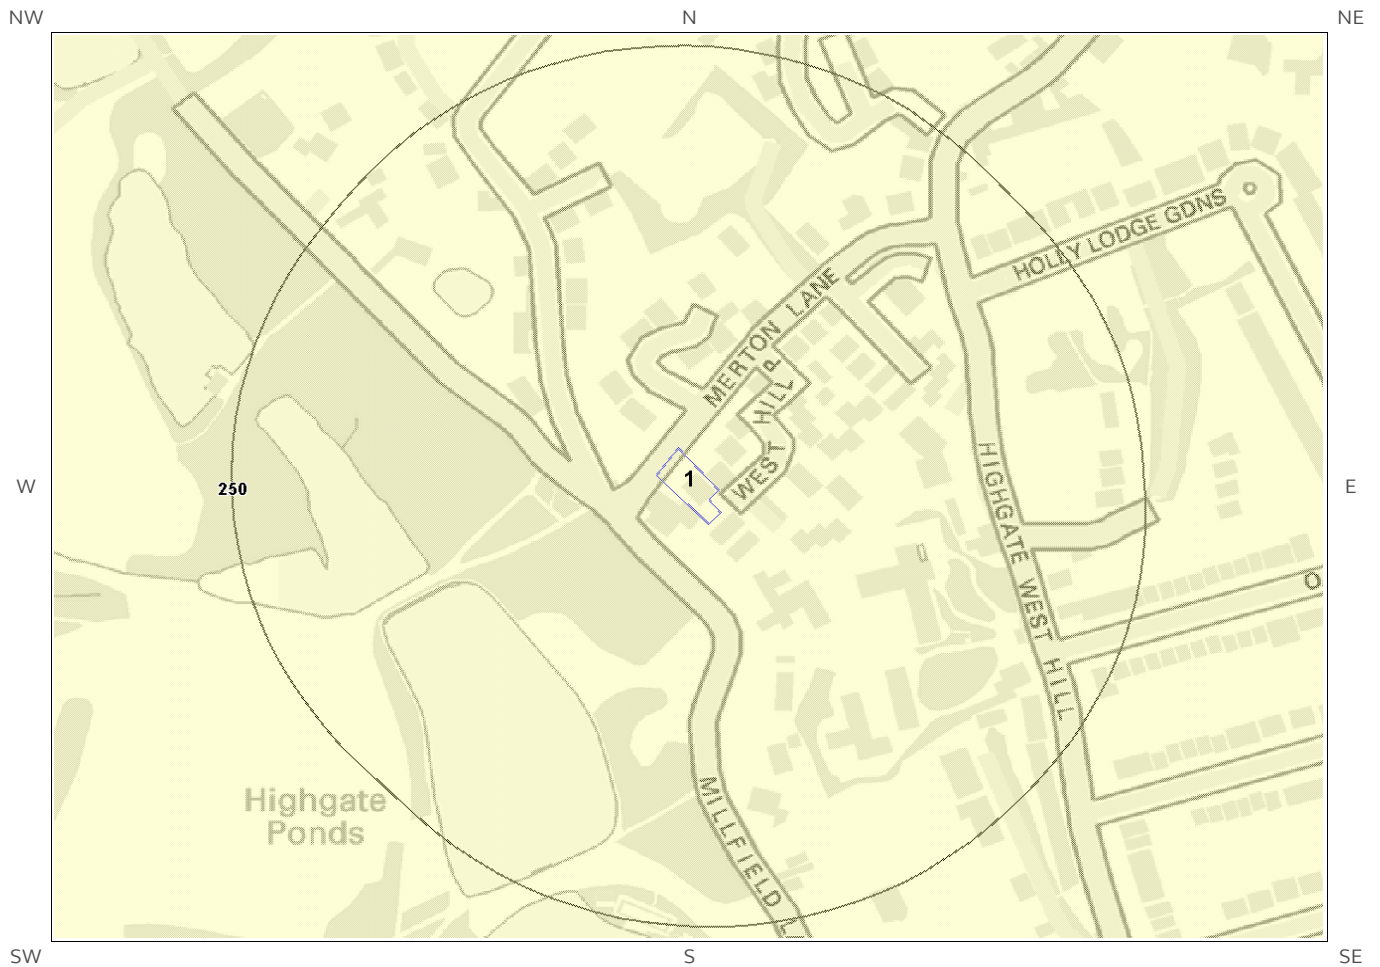 NW
N
NE
HOLLY LODGE GDNS
MERTON LANE
WEST HILL P
W
250
1
E
HIGHGATE WEST HILL
O
Highgate
Ponds
MILLFIELD L
SW
S
SE